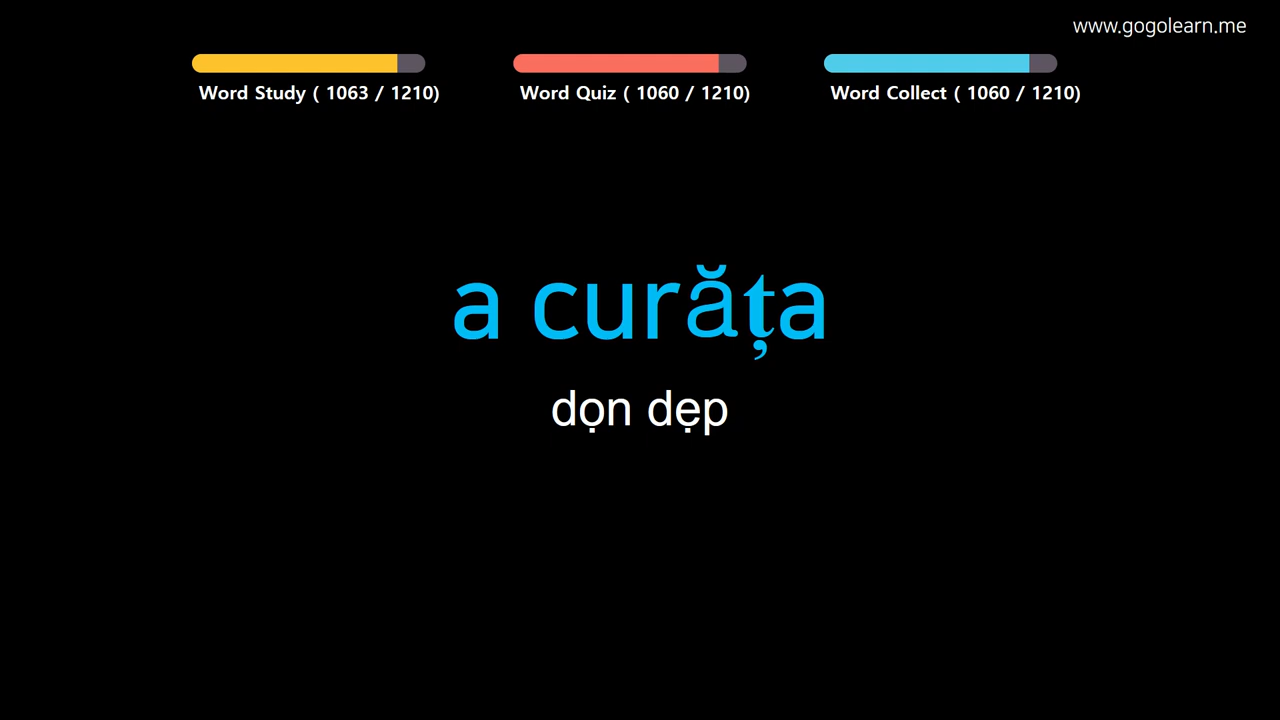 www.gogolearn.me
Word Study ( 1063 / 1210)
Word Quiz ( 1060 / 1210)
Word Collect ( 1060 / 1210)
a curăța
dọn dẹp